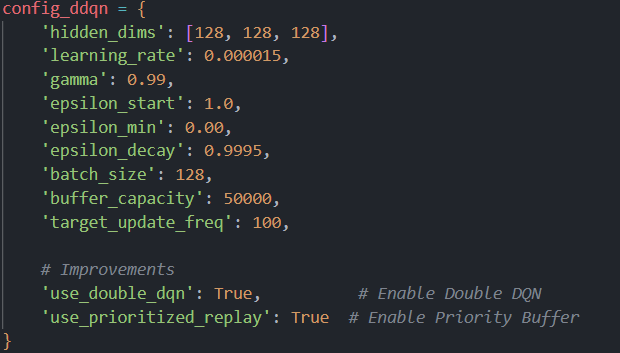 config_ddqn = {
    'hidden_dims': [128, 128, 128],
    'learning_rate': 0.000015,
    'gamma': 0.99,
    'epsilon_start': 1.0,
    'epsilon_min': 0.00,
    'epsilon_decay': 0.9995,
    'batch_size': 128,
    'buffer_capacity': 50000,
    'target_update_freq': 100,

    # Improvements
    'use_double_dqn': True,          # Enable Double DQN
    'use_prioritized_replay': True  # Enable Priority Buffer
}